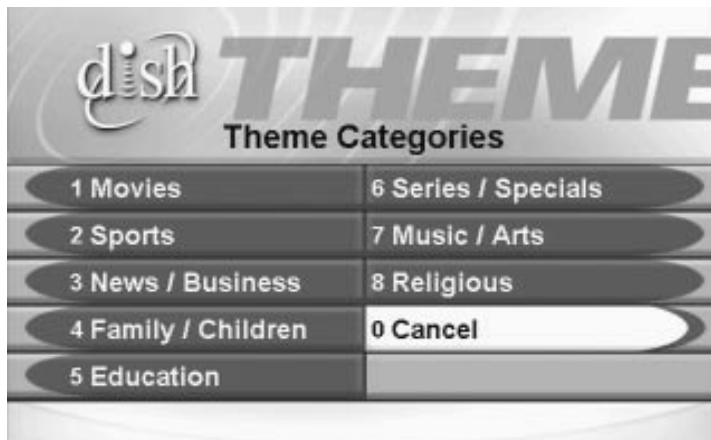 dish THEME
Theme Categories
1 Movies
2 Sports
3 News / Business
4 Family / Children
5 Education
6 Series / Specials
7 Music / Arts
8 Religious
0 Cancel